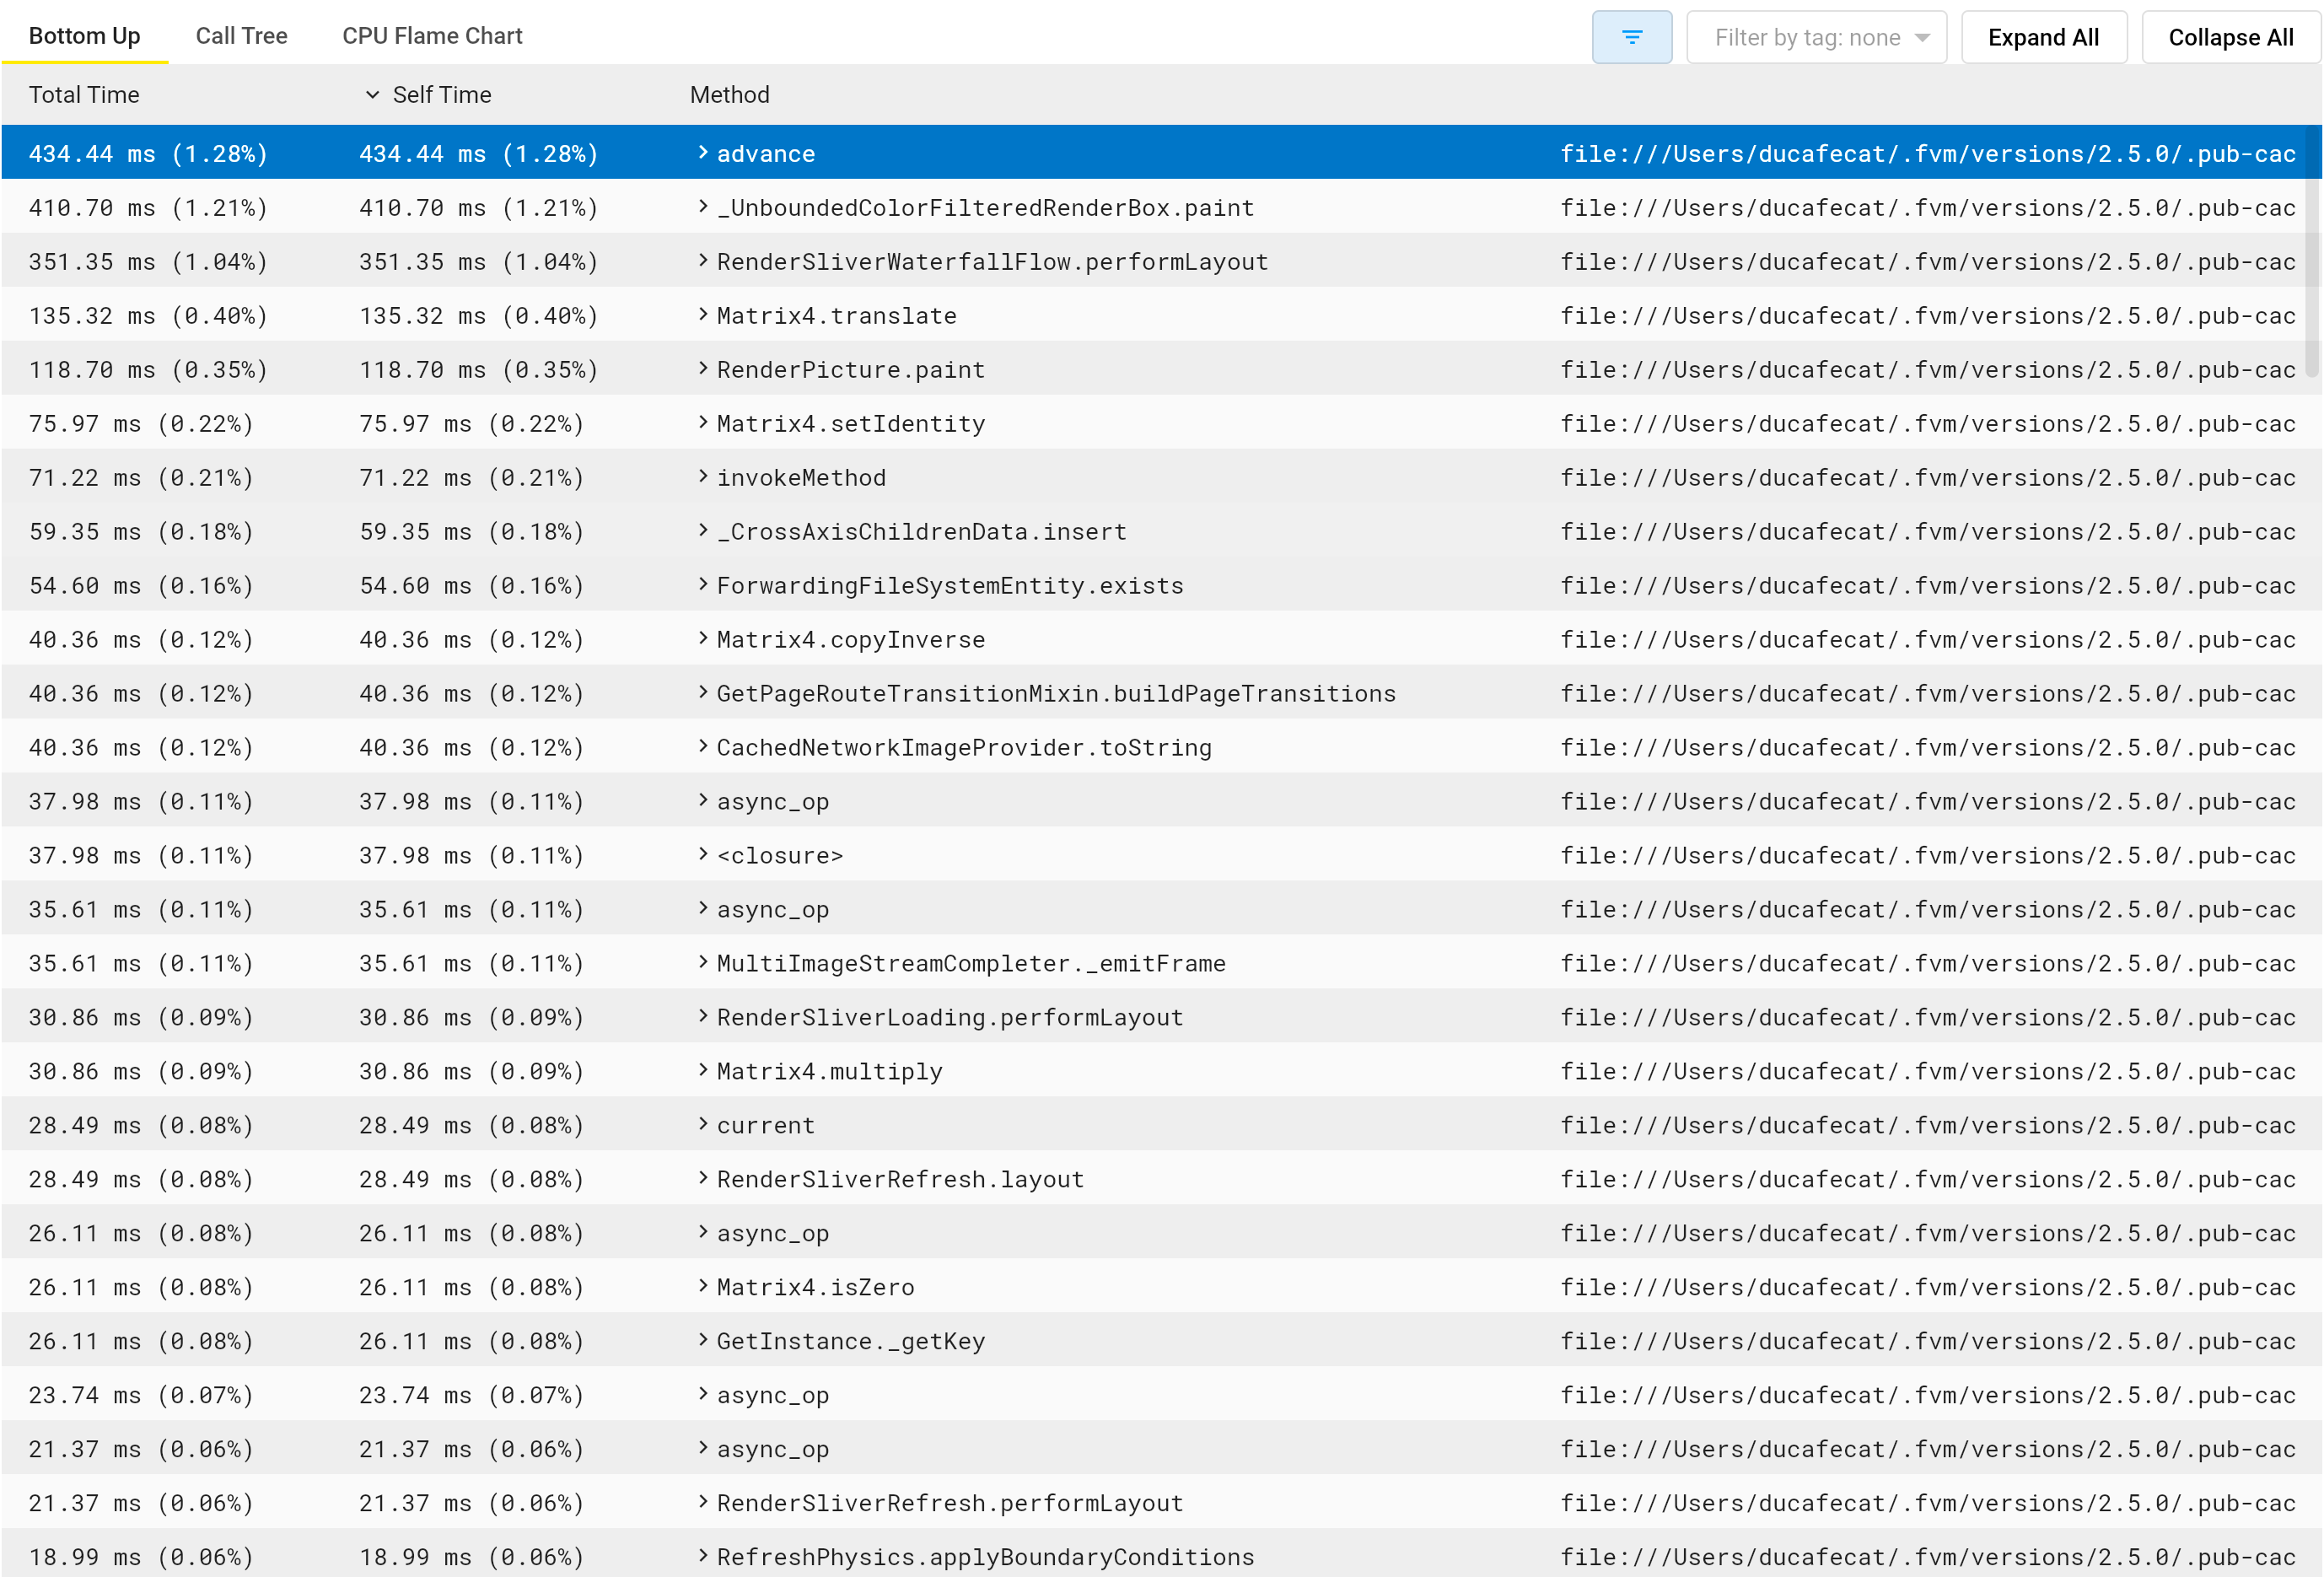 Bottom Up Call Tree CPU Flame Chart Filter by tag: none Expand All Collapse All
Total Time Self Time Method
434.44 ms (1.28%) 434.44 ms (1.28%) advance file:///Users/ducafecat/.fvm/versions/2.5.0/.pub-cac
410.70 ms (1.21%) 410.70 ms (1.21%) _UnboundedColorFilteredRenderBox.paint file:///Users/ducafecat/.fvm/versions/2.5.0/.pub-cac
351.35 ms (1.04%) 351.35 ms (1.04%) RenderSliverWaterfallFlow.performLayout file:///Users/ducafecat/.fvm/versions/2.5.0/.pub-cac
135.32 ms (0.40%) 135.32 ms (0.40%) Matrix4.translate file:///Users/ducafecat/.fvm/versions/2.5.0/.pub-cac
118.70 ms (0.35%) 118.70 ms (0.35%) RenderPicture.paint file:///Users/ducafecat/.fvm/versions/2.5.0/.pub-cac
75.97 ms (0.22%) 75.97 ms (0.22%) Matrix4.setIdentity file:///Users/ducafecat/.fvm/versions/2.5.0/.pub-cac
71.22 ms (0.21%) 71.22 ms (0.21%) invokeMethod file:///Users/ducafecat/.fvm/versions/2.5.0/.pub-cac
59.35 ms (0.18%) 59.35 ms (0.18%) _CrossAxisChildrenData.insert file:///Users/ducafecat/.fvm/versions/2.5.0/.pub-cac
54.60 ms (0.16%) 54.60 ms (0.16%) ForwardingFileSystemEntity.exists file:///Users/ducafecat/.fvm/versions/2.5.0/.pub-cac
40.36 ms (0.12%) 40.36 ms (0.12%) Matrix4.copyInverse file:///Users/ducafecat/.fvm/versions/2.5.0/.pub-cac
40.36 ms (0.12%) 40.36 ms (0.12%) GetPageRouteTransitionMixin.buildPageTransitions file:///Users/ducafecat/.fvm/versions/2.5.0/.pub-cac
40.36 ms (0.12%) 40.36 ms (0.12%) CachedNetworkImageProvider.toString file:///Users/ducafecat/.fvm/versions/2.5.0/.pub-cac
37.98 ms (0.11%) 37.98 ms (0.11%) async_op file:///Users/ducafecat/.fvm/versions/2.5.0/.pub-cac
37.98 ms (0.11%) 37.98 ms (0.11%) <closure> file:///Users/ducafecat/.fvm/versions/2.5.0/.pub-cac
35.61 ms (0.11%) 35.61 ms (0.11%) async_op file:///Users/ducafecat/.fvm/versions/2.5.0/.pub-cac
35.61 ms (0.11%) 35.61 ms (0.11%) MultiImageStreamCompleter._emitFrame file:///Users/ducafecat/.fvm/versions/2.5.0/.pub-cac
30.86 ms (0.09%) 30.86 ms (0.09%) RenderSliverLoading.performLayout file:///Users/ducafecat/.fvm/versions/2.5.0/.pub-cac
30.86 ms (0.09%) 30.86 ms (0.09%) Matrix4.multiply file:///Users/ducafecat/.fvm/versions/2.5.0/.pub-cac
28.49 ms (0.08%) 28.49 ms (0.08%) current file:///Users/ducafecat/.fvm/versions/2.5.0/.pub-cac
28.49 ms (0.08%) 28.49 ms (0.08%) RenderSliverRefresh.layout file:///Users/ducafecat/.fvm/versions/2.5.0/.pub-cac
26.11 ms (0.08%) 26.11 ms (0.08%) async_op file:///Users/ducafecat/.fvm/versions/2.5.0/.pub-cac
26.11 ms (0.08%) 26.11 ms (0.08%) Matrix4.isZero file:///Users/ducafecat/.fvm/versions/2.5.0/.pub-cac
26.11 ms (0.08%) 26.11 ms (0.08%) GetInstance._getKey file:///Users/ducafecat/.fvm/versions/2.5.0/.pub-cac
23.74 ms (0.07%) 23.74 ms (0.07%) async_op file:///Users/ducafecat/.fvm/versions/2.5.0/.pub-cac
21.37 ms (0.06%) 21.37 ms (0.06%) async_op file:///Users/ducafecat/.fvm/versions/2.5.0/.pub-cac
21.37 ms (0.06%) 21.37 ms (0.06%) RenderSliverRefresh.performLayout file:///Users/ducafecat/.fvm/versions/2.5.0/.pub-cac
18.99 ms (0.06%) 18.99 ms (0.06%) RefreshPhysics.applyBoundaryConditions file:///Users/ducafecat/.fvm/versions/2.5.0/.pub-cac